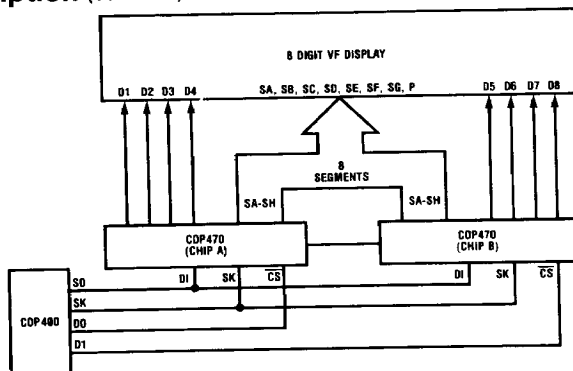 8 DIGIT VF DISPLAY
D1 D2 D3 D4 SA, SB, SC, SD, SE, SF, SG, P D5 D6 D7 D8
8
SEGMENTS
SA-SH SA-SH
COP470
(CHIP A)
COP470
(CHIP B)
DI SK CS DI SK CS
COP400
SO
SK
D0
D1